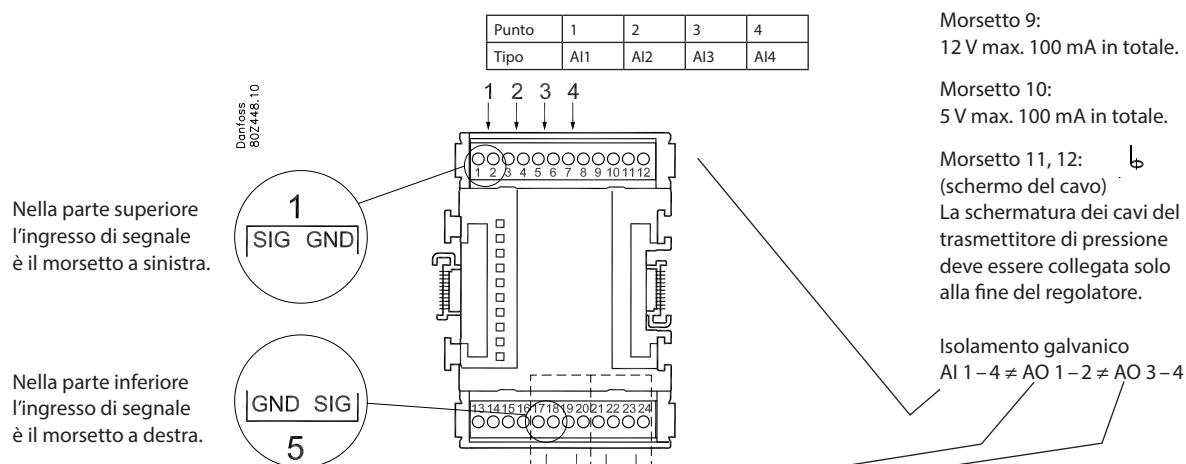 Punto 1 2 3 4
Tipo AI1 AI2 AI3 AI4
1 2 3 4
Danfoss
80Z448.10
1 2 3 4 5 6 7 8 9 10 11 12
Nella parte superiore
l'ingresso di segnale
è il morsetto a sinistra.
1
SIG GND
Morsetto 9:
12 V max. 100 mA in totale.
Morsetto 10:
5 V max. 100 mA in totale.
Morsetto 11, 12:
(schermo del cavo)
La schermatura dei cavi del
trasmettitore di pressione
deve essere collegata solo
alla fine del regolatore.
Isolamento galvanico
AI 1 – 4 ≠ AO 1 – 2 ≠ AO 3 – 4
Nella parte inferiore
l'ingresso di segnale
è il morsetto a destra.
GND SIG
5
13 14 15 16 17 18 19 20 21 22 23 24